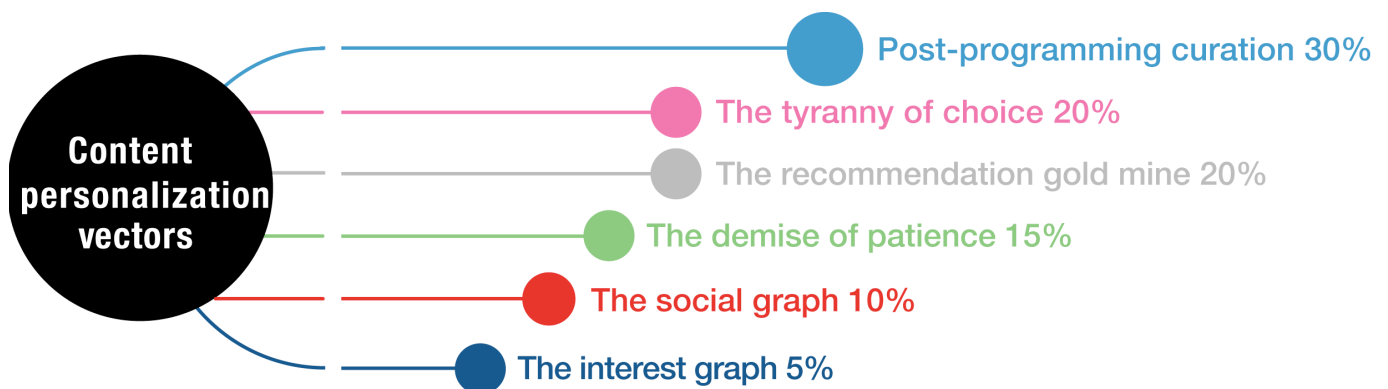 Content
personalization
vectors
Post-programming curation 30%
The tyranny of choice 20%
The recommendation gold mine 20%
The demise of patience 15%
The social graph 10%
The interest graph 5%